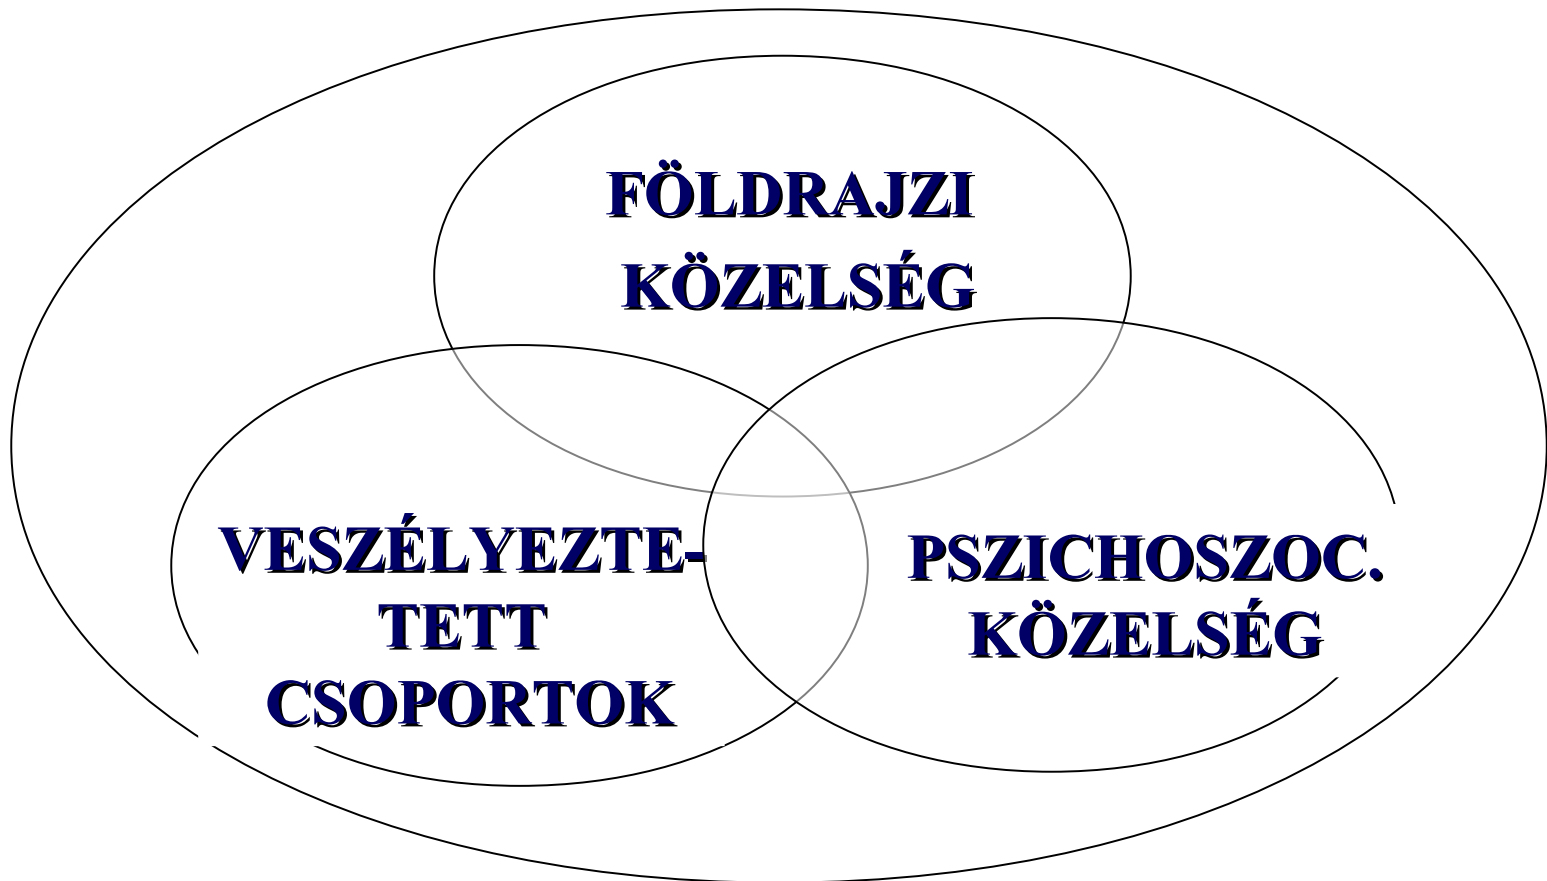 FÖLDRAJZI
KÖZELSÉG
VESZÉLYEZTE-
TETT
CSOPORTOK
PSZICHOSZOC.
KÖZELSÉG